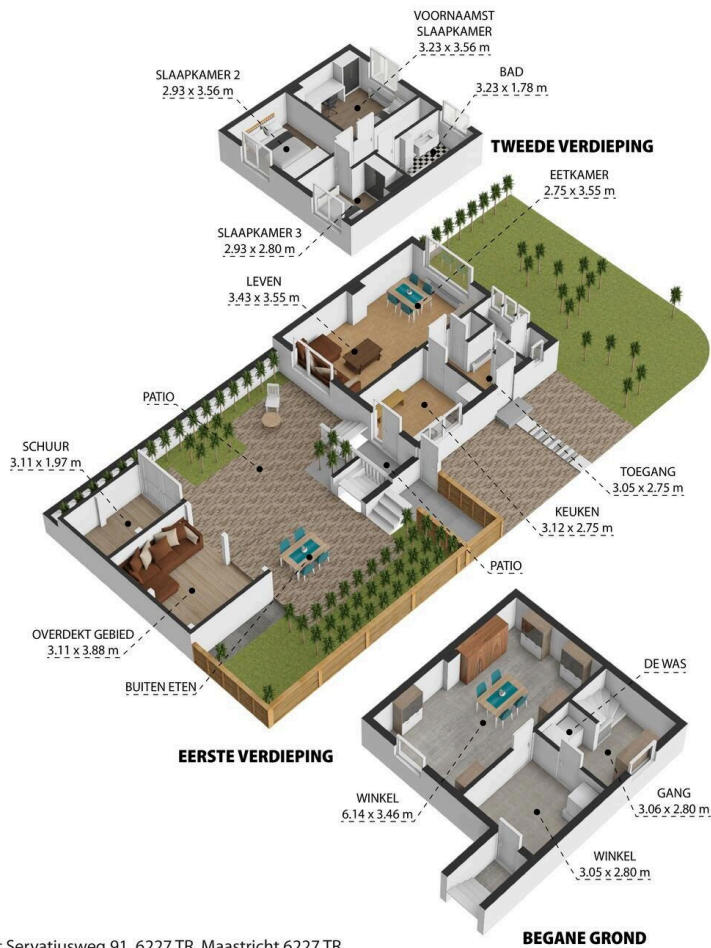 VOORNAAMST
SLAAPKAMER
3.23 x 3.56 m
SLAAPKAMER 2
2.93 x 3.56 m
BAD
3.23 x 1.78 m
TWEEDE VERDIEPING
EETKAMER
2.75 x 3.55 m
SLAAPKAMER 3
2.93 x 2.80 m
LEVEN
3.43 x 3.55 m
PATIO
SCHUUR
3.11 x 1.97 m
TOEGANG
3.05 x 2.75 m
KEUKEN
3.12 x 2.75 m
PATIO
OVERDEKT GEBIED
3.11 x 3.88 m
BUITEN ETEN
DE WAS
EERSTE VERDIEPING
WINKEL
6.14 x 3.46 m
GANG
3.06 x 2.80 m
WINKEL
3.05 x 2.80 m
BEGANE GROND
Servatiusweg 91, 6227 TR, Maastricht 6227 TR